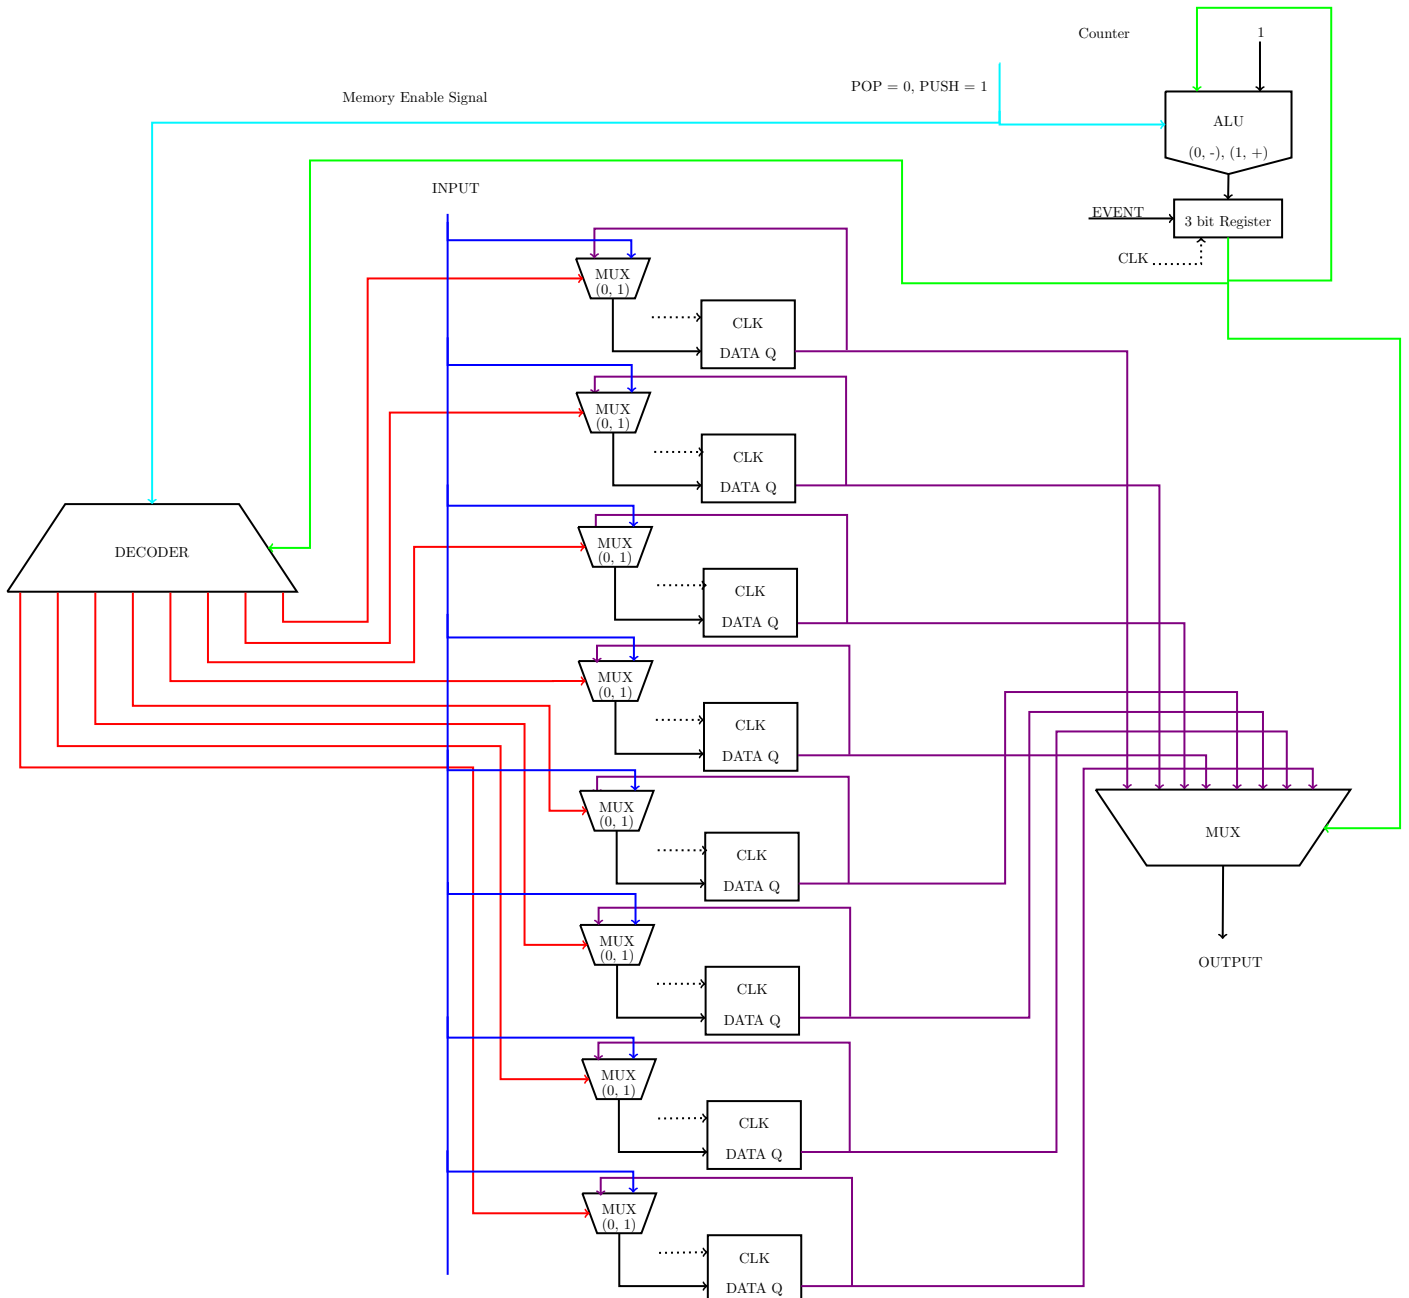 Counter
1
POP = 0, PUSH = 1
Memory Enable Signal
ALU
(0, -), (1, +)
INPUT
EVENT
3 bit Register
CLK
MUX
(0, 1)
CLK
DATA Q
MUX
(0, 1)
CLK
DATA Q
MUX
(0, 1)
DECODER
CLK
DATA Q
MUX
(0, 1)
CLK
DATA Q
MUX
(0, 1)
MUX
CLK
DATA Q
MUX
(0, 1)
OUTPUT
CLK
DATA Q
MUX
(0, 1)
CLK
DATA Q
MUX
(0, 1)
CLK
DATA Q